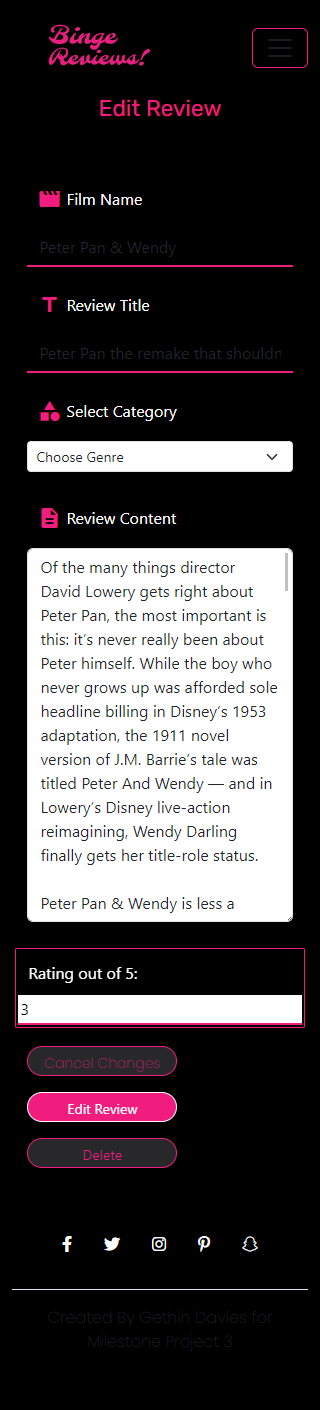 Binge
Reviews!
Edit Review
Film Name
Peter Pan & Wendy
Review Title
Peter Pan the remake that shouldn
Select Category
Choose Genre
Review Content
Of the many things director
David Lowery gets right about
Peter Pan, the most important is
this: it's never really been about
Peter himself. While the boy who
never grows up was afforded sole
headline billing in Disney's 1953
adaptation, the 1911 novel
version of J.M. Barrie's tale was
titled Peter And Wendy — and in
Lowery's Disney live-action
reimagining, Wendy Darling
finally gets her title-role status.
Peter Pan & Wendy is less a
Rating out of 5:
3
Cancel Changes
Edit Review
Delete
Created By Gethin Davies for
Milestone Project 3